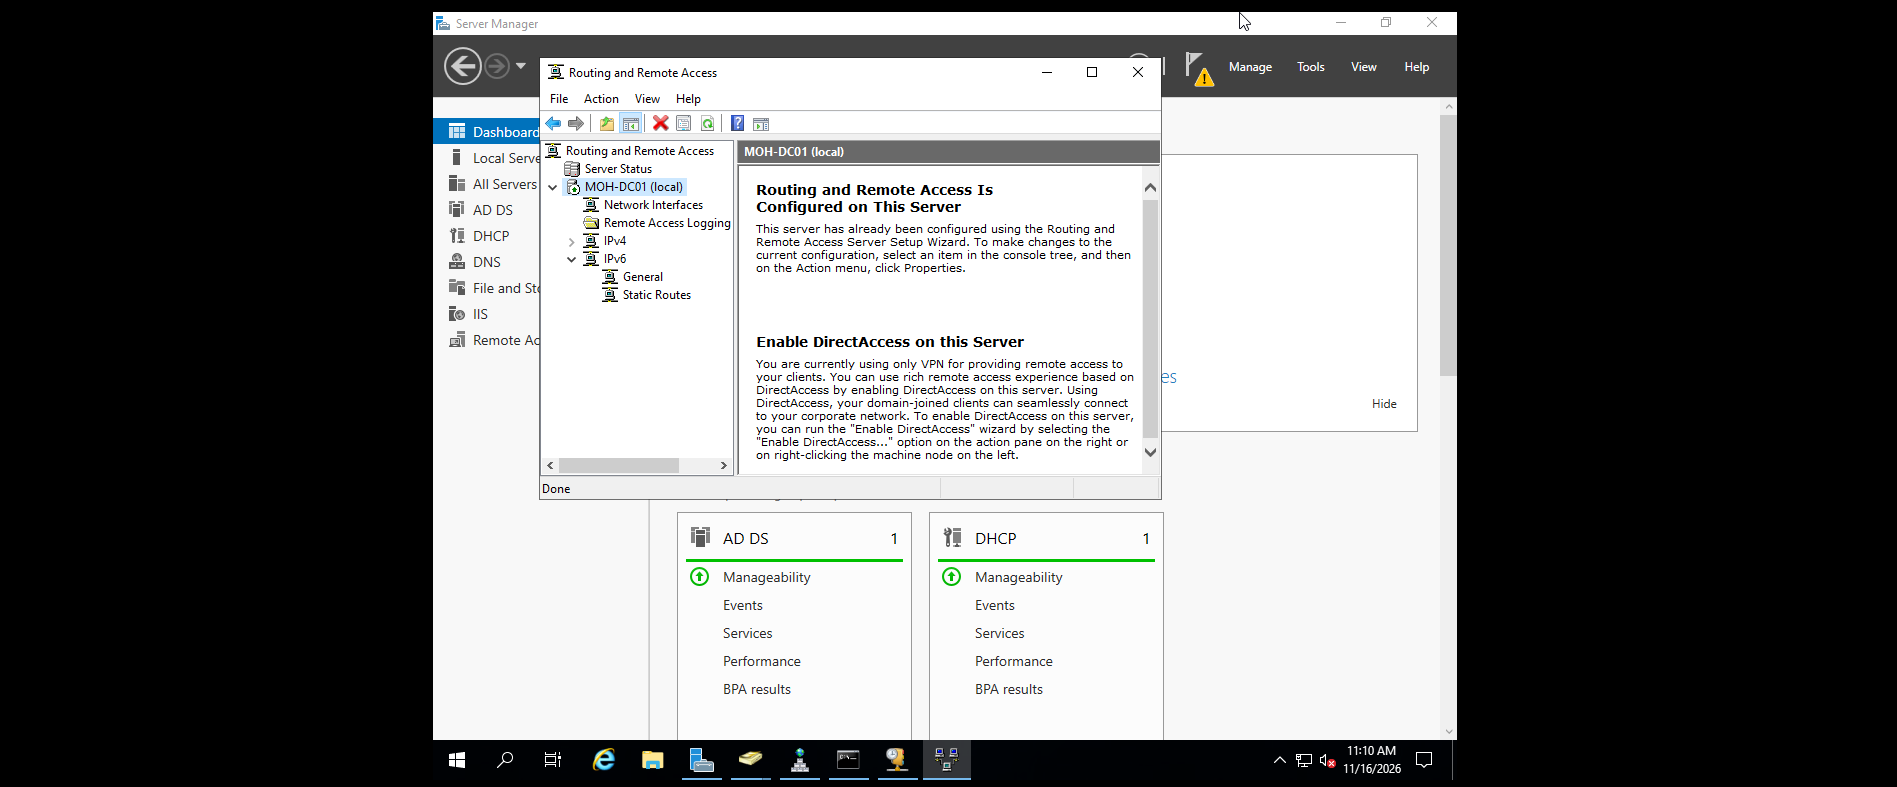 Server Manager
Manage
Tools
View
Help
Dashboard
Local Serve
All Servers
AD DS
DHCP
DNS
File and Sto
IIS
Remote Ac
Routing and Remote Access
File
Action
View
Help
Routing and Remote Access
Server Status
MOH-DC01 (local)
Network Interfaces
Remote Access Logging
IPv4
IPv6
General
Static Routes
MOH-DC01 (local)
Routing and Remote Access Is
Configured on This Server
This server has already been configured using the Routing and
Remote Access Server Setup Wizard. To make changes to the
current configuration, select an item in the console tree, and then
on the Action menu, click Properties.
Enable DirectAccess on this Server
You are currently using only VPN for providing remote access to
your clients. You can use rich remote access experience based on
DirectAccess by enabling DirectAccess on this server. Using
DirectAccess, your domain-joined clients can seamlessly connect
to your corporate network. To enable DirectAccess on this server,
you can run the "Enable DirectAccess" wizard by selecting the
"Enable DirectAccess..." option on the action pane on the right or
on right-clicking the machine node on the left.
Done
es
Hide
AD DS 1
Manageability
Events
Services
Performance
BPA results
DHCP 1
Manageability
Events
Services
Performance
BPA results
11:10 AM
11/16/2026